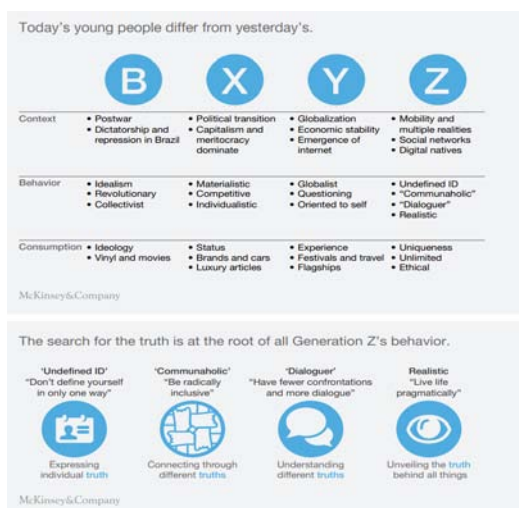 Today's young people differ from yesterday's.
B
X
Y
Z
Context
• Postwar
• Dictatorship and
repression in Brazil
• Political transition
• Capitalism and
meritocracy
dominate
• Globalization
• Economic stability
• Emergence of
internet
• Mobility and
multiple realities
• Social networks
• Digital natives
Behavior
• Idealism
• Revolutionary
• Collectivist
• Materialistic
• Competitive
• Individualistic
• Globalist
• Questioning
• Oriented to self
• Undefined ID
• "Communaholic"
• "Dialoguer"
• Realistic
Consumption
• Ideology
• Vinyl and movies
• Status
• Brands and cars
• Luxury articles
• Experience
• Festivals and travel
• Flagships
• Uniqueness
• Unlimited
• Ethical
McKinsey&Company
The search for the truth is at the root of all Generation Z's behavior.
'Undefined ID'
"Don't define yourself
in only one way"
Expressing
individual truth
'Communaholic'
"Be radically
inclusive"
Connecting through
different truths
'Dialoguer'
"Have fewer confrontations
and more dialogue"
Understanding
different truths
Realistic
"Live life
pragmatically"
Unveiling the truth
behind all things
McKinsey&Company